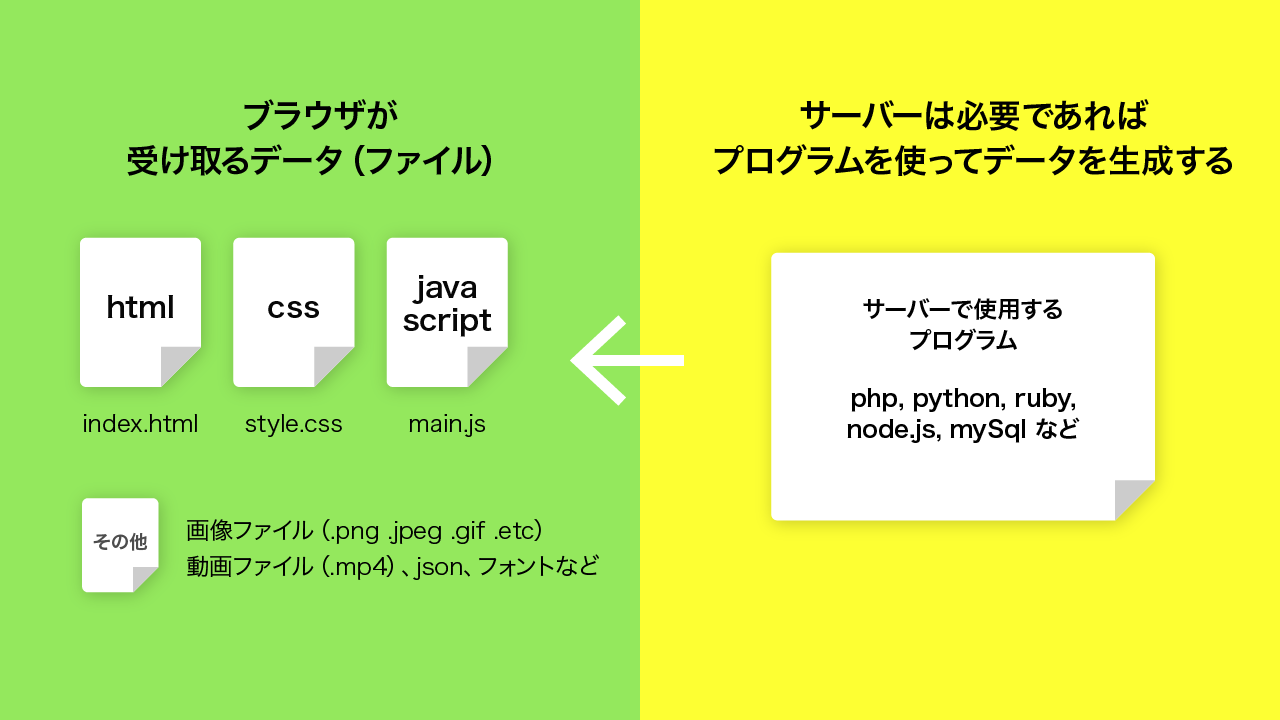 ブラウザが
受け取るデータ（ファイル）
html
css
java
script
index.html
style.css
main.js
その他
画像ファイル（.png .jpeg .gif .etc）
動画ファイル（.mp4）、json、フォントなど
サーバーは必要であれば
プログラムを使ってデータを生成する
サーバーで使用する
プログラム
php, python, ruby,
node.js, mySql など